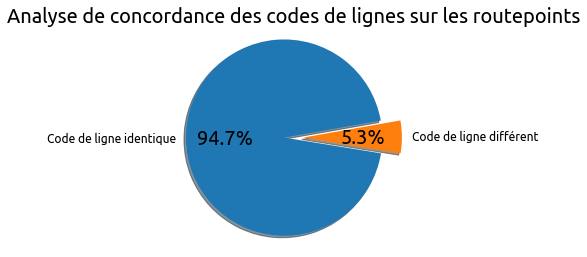 Analyse de concordance des codes de lignes sur les routepoints
Code de ligne identique
94.7%
5.3%
Code de ligne différent